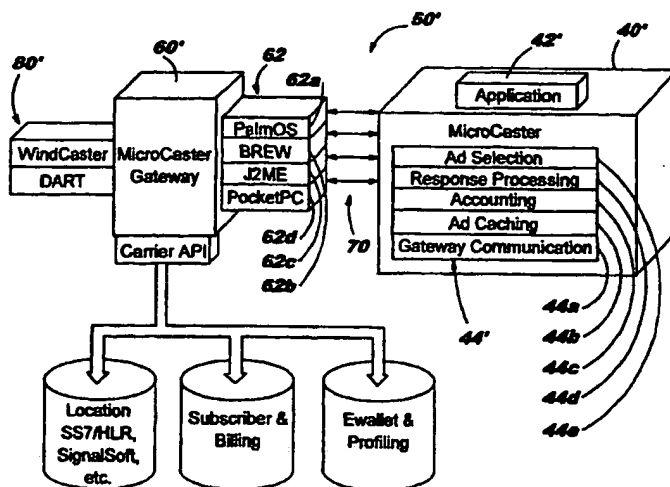 50'
60'
62
62a
40'
42'
80'
Application
PalmOS
MicroCaster
WindCaster
MicroCaster
Gateway
BREW
Ad Selection
DART
J2ME
Response Processing
PocketPC
Accounting
Ad Caching
Carrier API
62d
70
Gateway Communication
62c
62b
44'
44a
44b
44c
44d
44e
Location
SS7/HLR,
SignalSoft,
etc.
Subscriber &
Billing
Ewallet &
Profiling